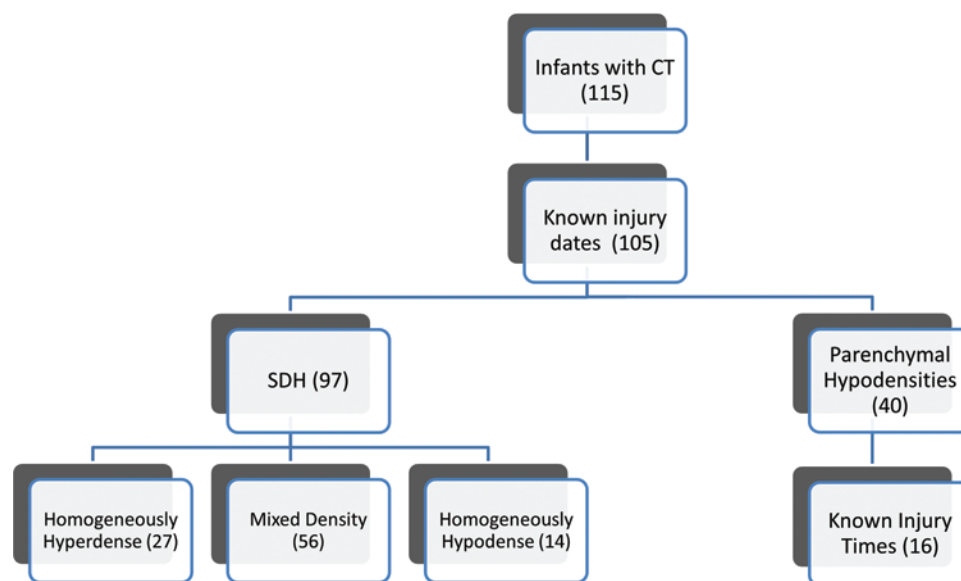 Infants with CT
(115)
Known injury
dates (105)
SDH (97)
Parenchymal
Hypodensities
(40)
Homogeneously
Hyperdense (27)
Mixed Density
(56)
Homogeneously
Hypodense (14)
Known Injury
Times (16)